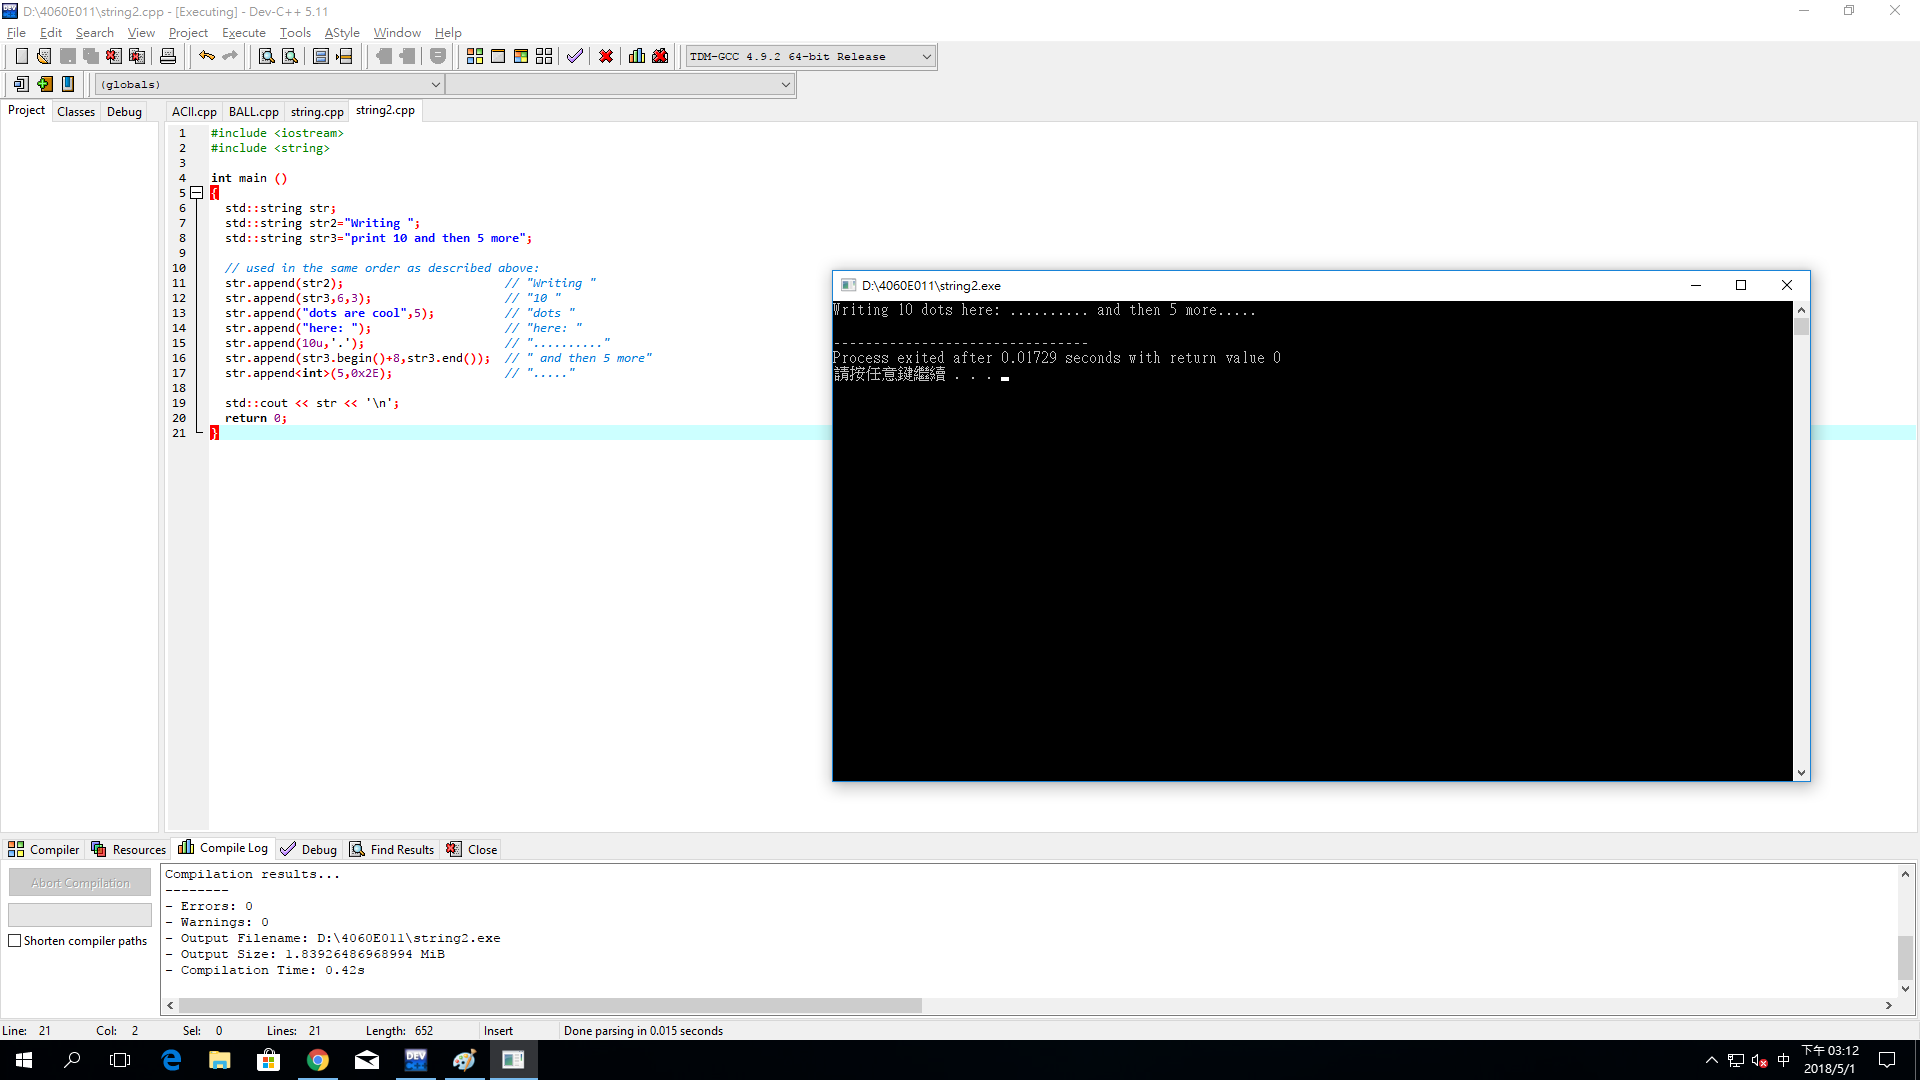 D:\4060E011\string2.cpp - [Executing] - Dev-C++ 5.11
File Edit Search View Project Execute Tools AStyle Window Help
TDM-GCC 4.9.2 64-bit Release
(globals)
Project Classes Debug ACII.cpp BALL.cpp string.cpp string2.cpp
1 #include <iostream>
2 #include <string>
3
4 int main ()
5 {
6 std::string str;
7 std::string str2="Writing ";
8 std::string str3="print 10 and then 5 more";
9
10 // used in the same order as described above:
11 str.append(str2); // "Writing "
12 str.append(str3,6,3); // "10 "
13 str.append("dots are cool",5); // "dots "
14 str.append("here: "); // "here: "
15 str.append(10u,'.'); // ".........."
16 str.append(str3.begin()+8,str3.end()); // " and then 5 more"
17 str.append<int>(5,0x2E); // "....."
18
19 std::cout << str << '\n';
20 return 0;
21 }
D:\4060E011\string2.exe
Writing 10 dots here: .......... and then 5 more.....
--------------------------------
Process exited after 0.01729 seconds with return value 0
請按任意鍵繼續 . . .
Compiler Resources Compile Log Debug Find Results Close
Abort Compilation
Shorten compiler paths
Compilation results...
--------
- Errors: 0
- Warnings: 0
- Output Filename: D:\4060E011\string2.exe
- Output Size: 1.83926486968994 MiB
- Compilation Time: 0.42s
Line: 21 Col: 2 Sel: 0 Lines: 21 Length: 652 Insert Done parsing in 0.015 seconds
DEV
中
下午 03:12
2018/5/1